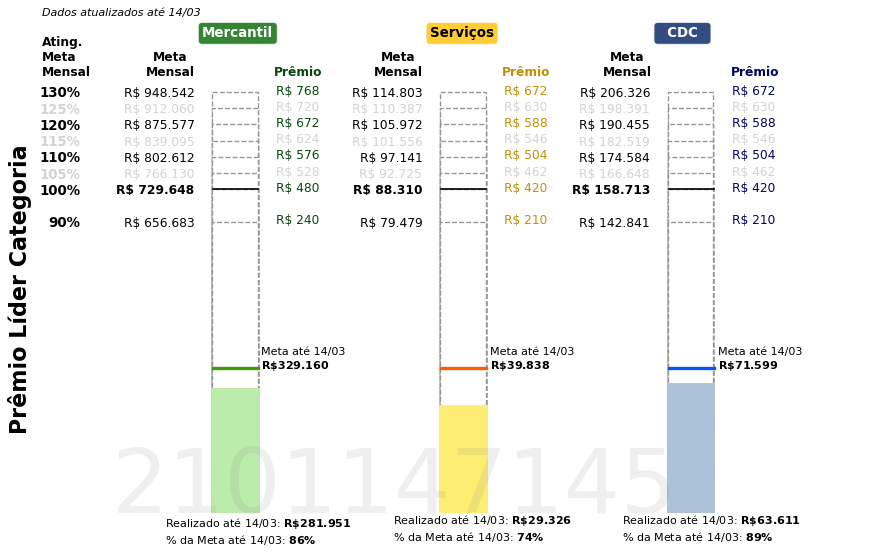 Dados atualizados até 14/03
Mercantil Serviços CDC
Ating. Meta Mensal Meta Mensal Prêmio Meta Mensal Prêmio Meta Mensal Prêmio
130% R$ 948.542 R$ 768 R$ 114.803 R$ 672 R$ 206.326 R$ 672
125% R$ 912.060 R$ 720 R$ 110.387 R$ 630 R$ 198.391 R$ 630
120% R$ 875.577 R$ 672 R$ 105.972 R$ 588 R$ 190.455 R$ 588
115% R$ 839.095 R$ 624 R$ 101.556 R$ 546 R$ 182.519 R$ 546
110% R$ 802.612 R$ 576 R$ 97.141 R$ 504 R$ 174.584 R$ 504
105% R$ 766.130 R$ 528 R$ 92.725 R$ 462 R$ 166.648 R$ 462
100% R$ 729.648 R$ 480 R$ 88.310 R$ 420 R$ 158.713 R$ 420
90% R$ 656.683 R$ 240 R$ 79.479 R$ 210 R$ 142.841 R$ 210
Prêmio Líder Categoria
Meta até 14/03 Meta até 14/03 Meta até 14/03
R$329.160 R$39.838 R$71.599
2101147145
Realizado até 14/03: R$281.951 Realizado até 14/03: R$29.326 Realizado até 14/03: R$63.611
% da Meta até 14/03: 86% % da Meta até 14/03: 74% % da Meta até 14/03: 89%